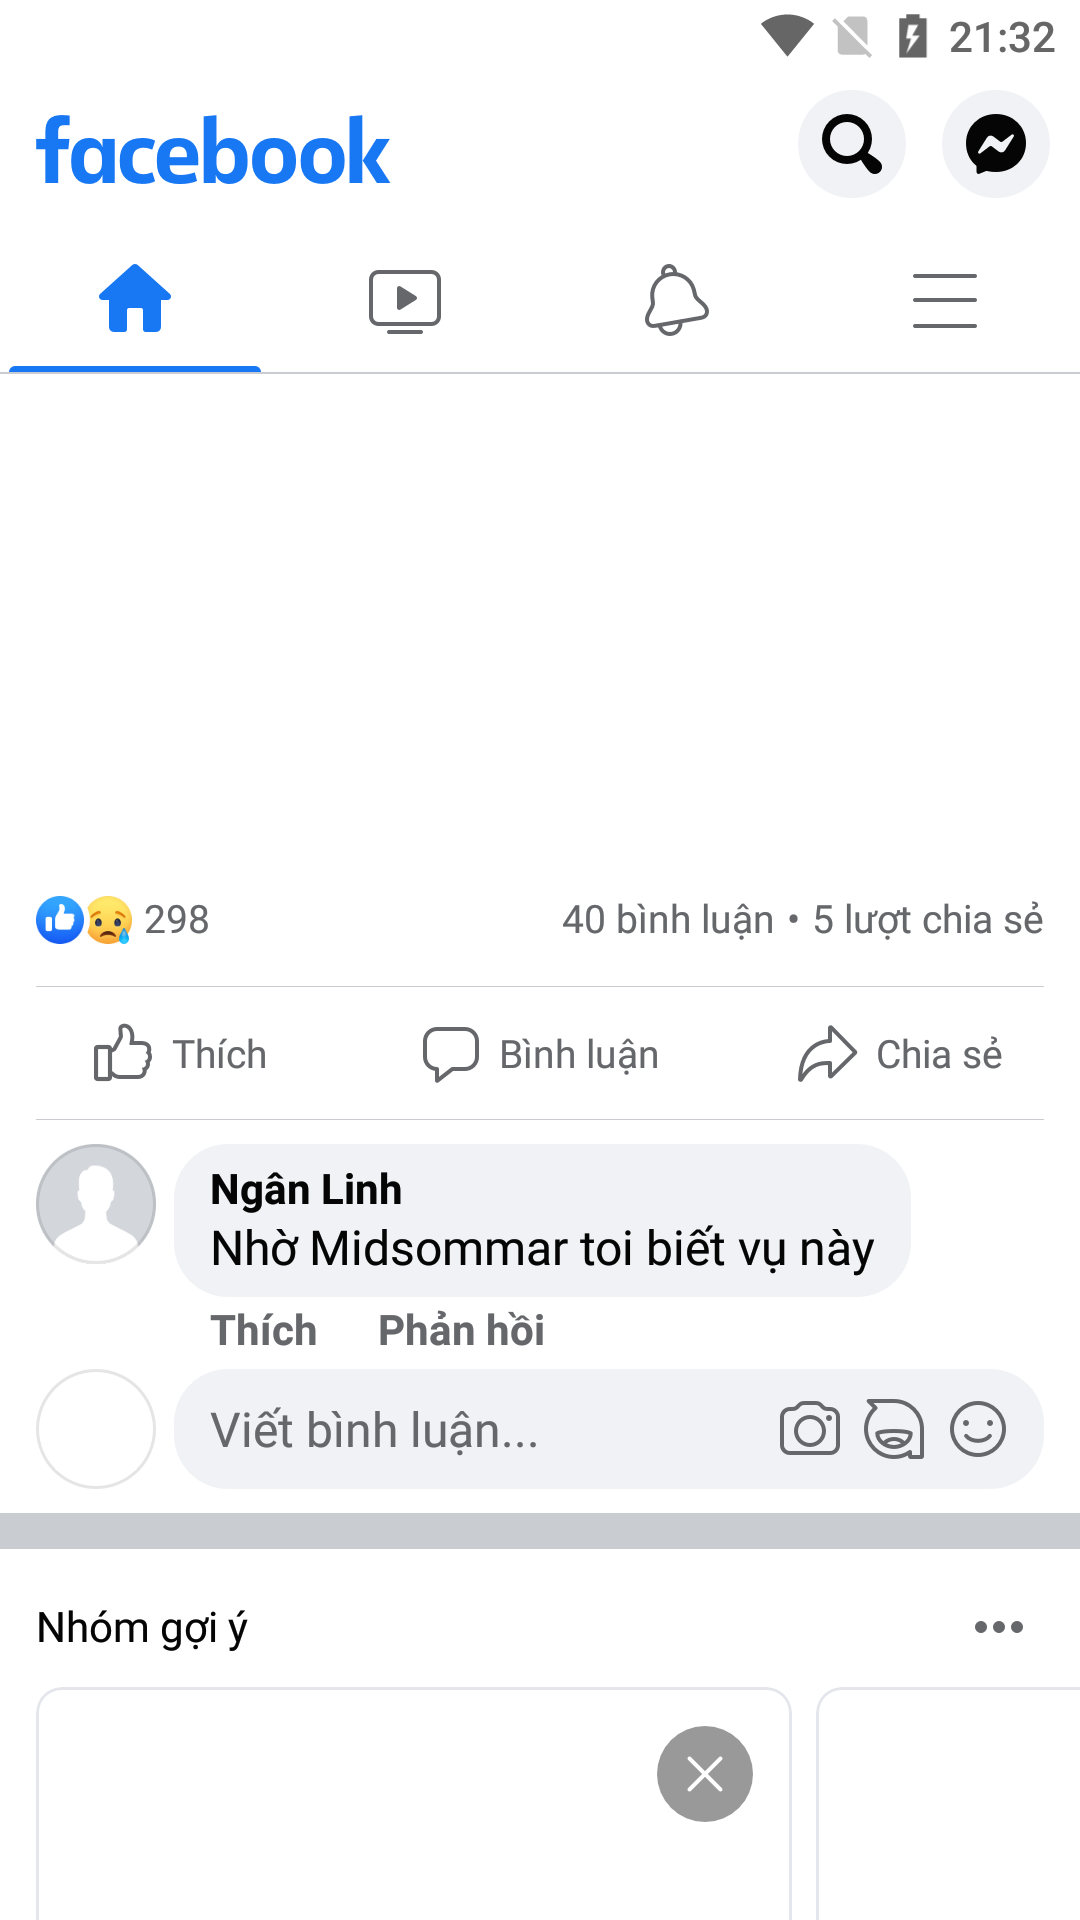 21:32
facebook
298
40 bình luận • 5 lượt chia sẻ
Thích
Bình luận
Chia sẻ
Ngân Linh
Nhờ Midsommar toi biết vụ này
Thích
Phản hồi
Viết bình luận...
Nhóm gợi ý